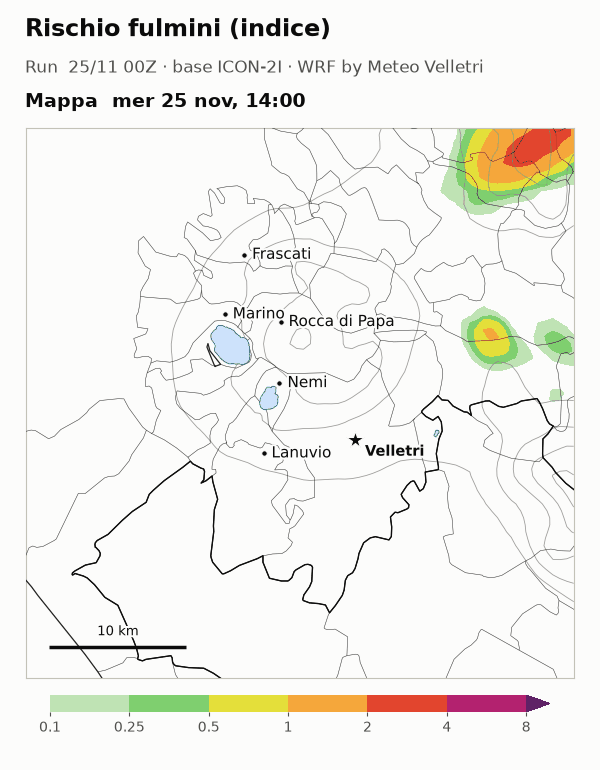 Rischio fulmini (indice)
Run  25/11 00Z · base ICON-2I · WRF by Meteo Velletri
Mappa  mer 25 nov, 14:00
Frascati
Marino
Rocca di Papa
Nemi
Velletri
Lanuvio
10 km
0.1 0.25 0.5 1 2 4 8